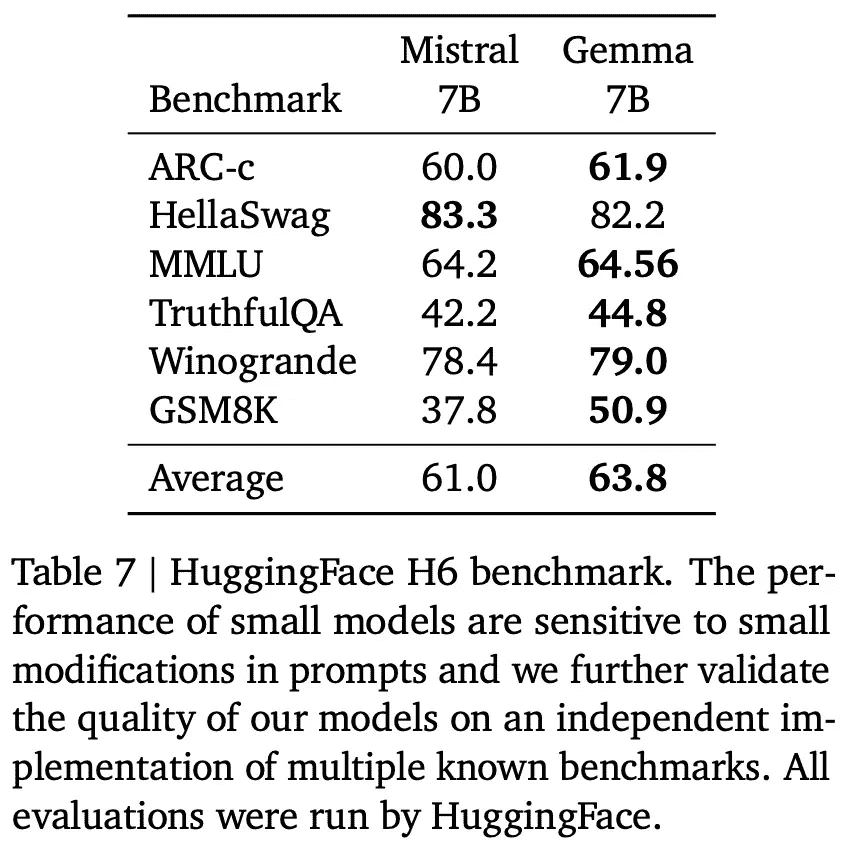 Mistral Gemma
Benchmark 7B 7B
ARC-c 60.0 61.9
HellaSwag 83.3 82.2
MMLU 64.2 64.56
TruthfulQA 42.2 44.8
Winogrande 78.4 79.0
GSM8K 37.8 50.9
Average 61.0 63.8
Table 7 | HuggingFace H6 benchmark. The per-
formance of small models are sensitive to small
modifications in prompts and we further validate
the quality of our models on an independent im-
plementation of multiple known benchmarks. All
evaluations were run by HuggingFace.